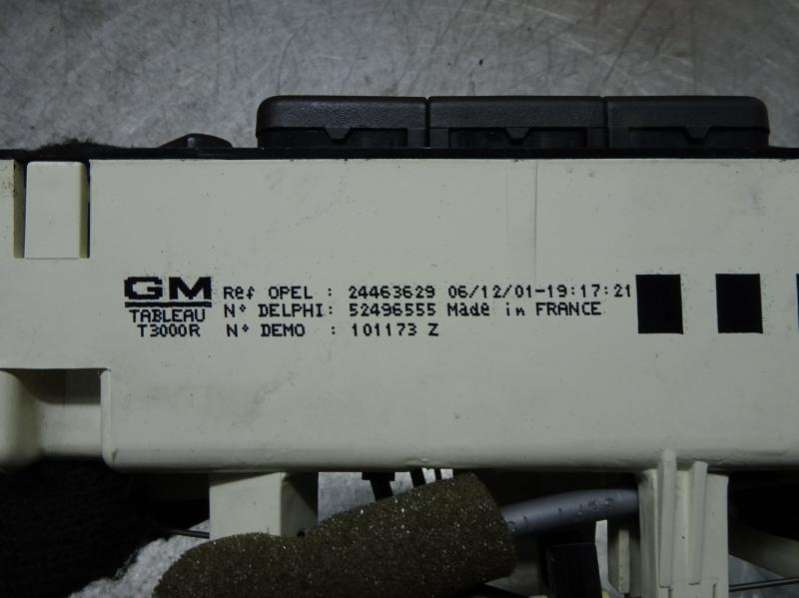 GM Ref OPEL : 24463629 06/12/01-19:17:21
TABLEAU N° DELPHI: 52496555 Made in FRANCE
T3000R N° DEMO : 101173 Z